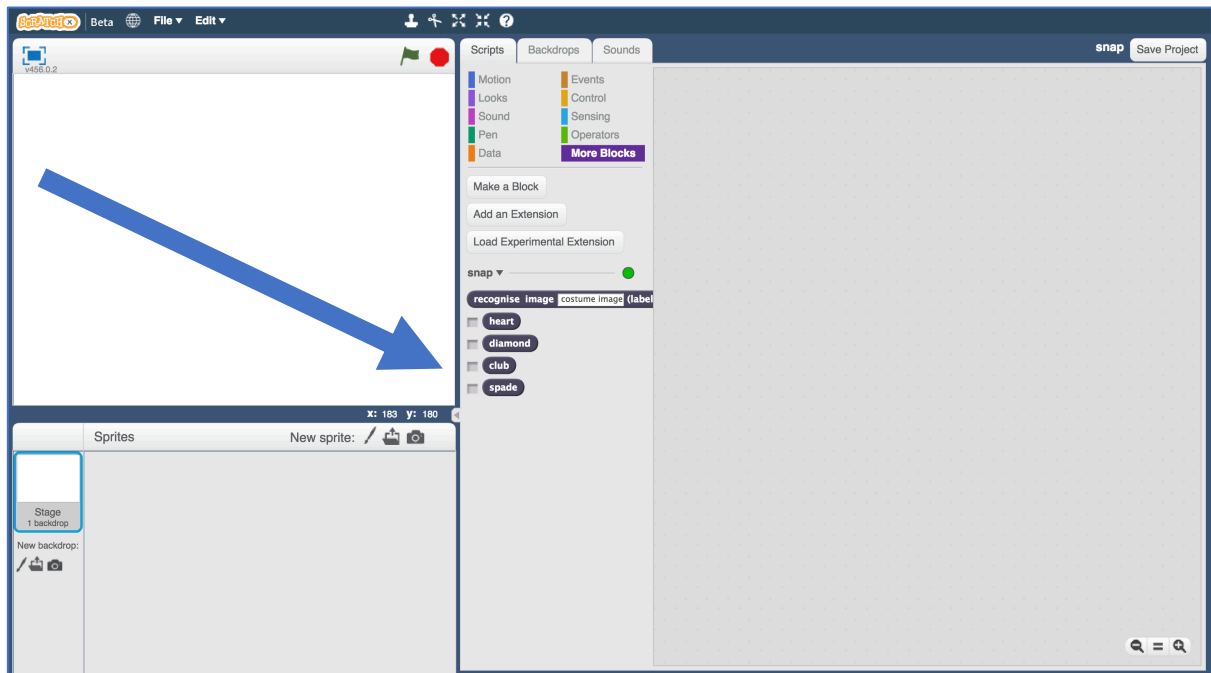 SCRATCHX Beta File Edit
v456.0.2
Scripts Backdrops Sounds
snap Save Project
Motion Events
Looks Control
Sound Sensing
Pen Operators
Data More Blocks
Make a Block
Add an Extension
Load Experimental Extension
snap
recognise image costume image (label
heart
diamond
club
spade
X: 183 y: 180
Sprites New sprite:
Stage
1 backdrop
New backdrop: